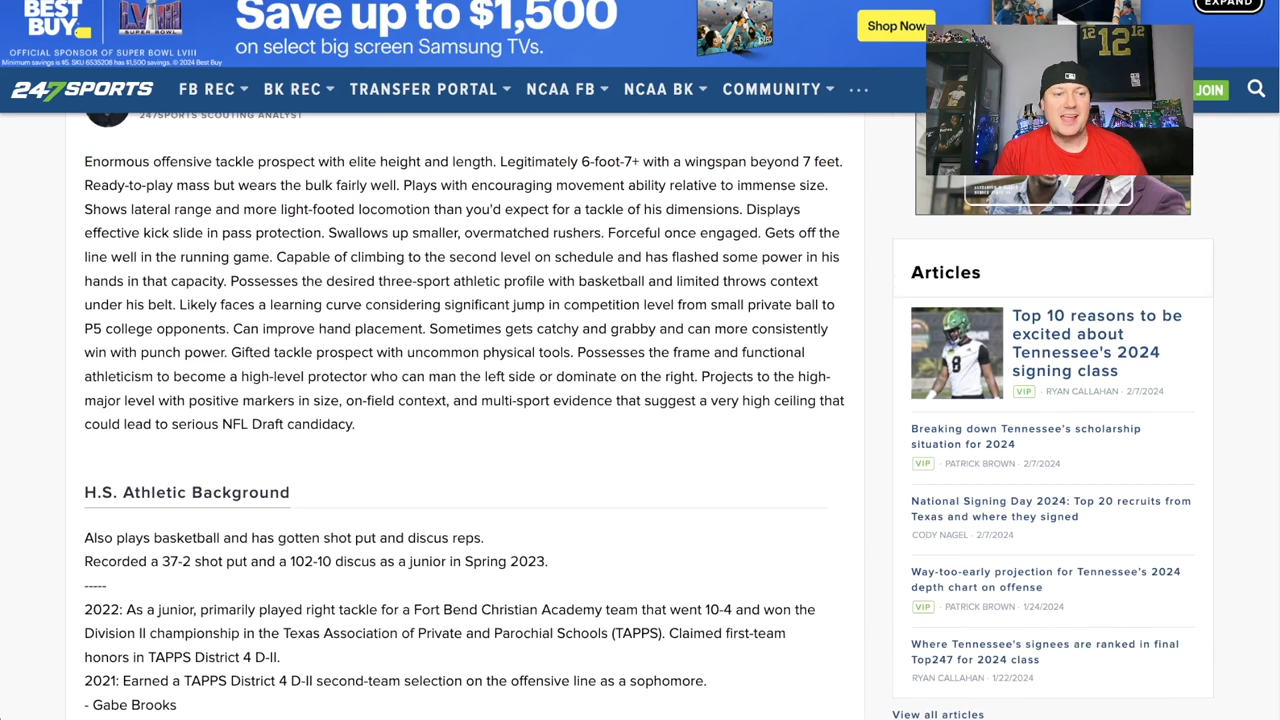 BEST
BUY
LVIII
SUPER BOWL
OFFICIAL SPONSOR OF SUPER BOWL LVIII
Minimum savings is $5. SKU 6535208 has $1,500 savings. © 2024 Best Buy
Save up to $1,500
on select big screen Samsung TVs.
Shop Now
EXPAND
12
12
12
247SPORTS
FB REC
BK REC
TRANSFER PORTAL
NCAA FB
NCAA BK
COMMUNITY
JOIN
247SPORTS SCOUTING ANALYST
Enormous offensive tackle prospect with elite height and length. Legitimately 6-foot-7+ with a wingspan beyond 7 feet.
Ready-to-play mass but wears the bulk fairly well. Plays with encouraging movement ability relative to immense size.
Shows lateral range and more light-footed locomotion than you'd expect for a tackle of his dimensions. Displays
effective kick slide in pass protection. Swallows up smaller, overmatched rushers. Forceful once engaged. Gets off the
line well in the running game. Capable of climbing to the second level on schedule and has flashed some power in his
hands in that capacity. Possesses the desired three-sport athletic profile with basketball and limited throws context
under his belt. Likely faces a learning curve considering significant jump in competition level from small private ball to
P5 college opponents. Can improve hand placement. Sometimes gets catchy and grabby and can more consistently
win with punch power. Gifted tackle prospect with uncommon physical tools. Possesses the frame and functional
athleticism to become a high-level protector who can man the left side or dominate on the right. Projects to the high-
major level with positive markers in size, on-field context, and multi-sport evidence that suggest a very high ceiling that
could lead to serious NFL Draft candidacy.
H.S. Athletic Background
Also plays basketball and has gotten shot put and discus reps.
Recorded a 37-2 shot put and a 102-10 discus as a junior in Spring 2023.
-----
2022: As a junior, primarily played right tackle for a Fort Bend Christian Academy team that went 10-4 and won the
Division II championship in the Texas Association of Private and Parochial Schools (TAPPS). Claimed first-team
honors in TAPPS District 4 D-II.
2021: Earned a TAPPS District 4 D-II second-team selection on the offensive line as a sophomore.
- Gabe Brooks
Articles
8
Top 10 reasons to be
excited about
Tennessee's 2024
signing class
VIP · RYAN CALLAHAN · 2/7/2024
Breaking down Tennessee's scholarship
situation for 2024
VIP · PATRICK BROWN · 2/7/2024
National Signing Day 2024: Top 20 recruits from
Texas and where they signed
CODY NAGEL · 2/7/2024
Way-too-early projection for Tennessee's 2024
depth chart on offense
VIP · PATRICK BROWN · 1/24/2024
Where Tennessee's signees are ranked in final
Top247 for 2024 class
RYAN CALLAHAN · 1/22/2024
View all articles